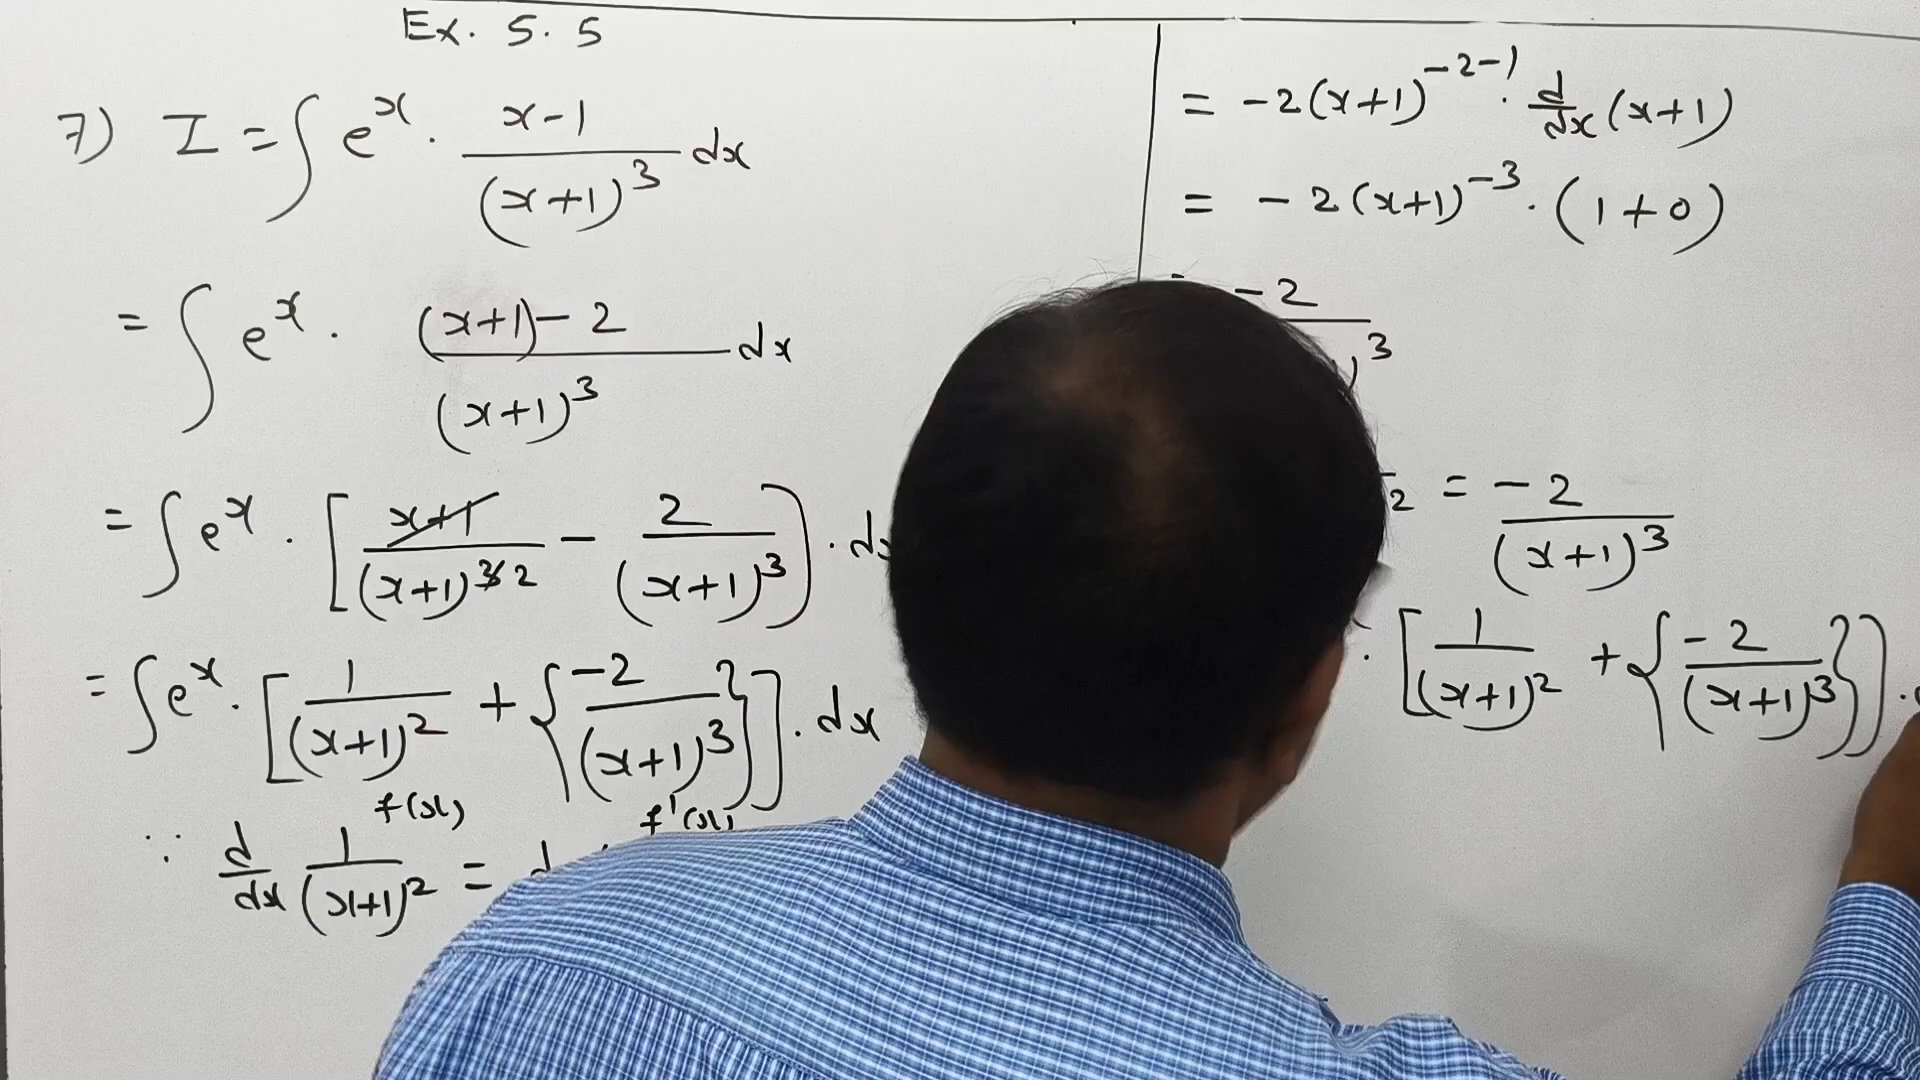 Ex. 5.5
7) I = ∫ e^x · (x-1)/(x+1)^3 dx
= ∫ e^x · ((x+1)-2)/(x+1)^3 dx
= ∫ e^x · [(x+1)/(x+1)^3 2 - 2/(x+1)^3) · dx
= ∫ e^x · [1/(x+1)^2 + {-2/(x+1)^3}] · dx
f(x) f'(x)
∵ d/dx 1/(x+1)^2 = d
= -2(x+1)^-2-1 · d/dx (x+1)
= -2(x+1)^-3 · (1+0)
-2
3
2 = -2/(x+1)^3
· [1/(x+1)^2 + {-2/(x+1)^3}] ·